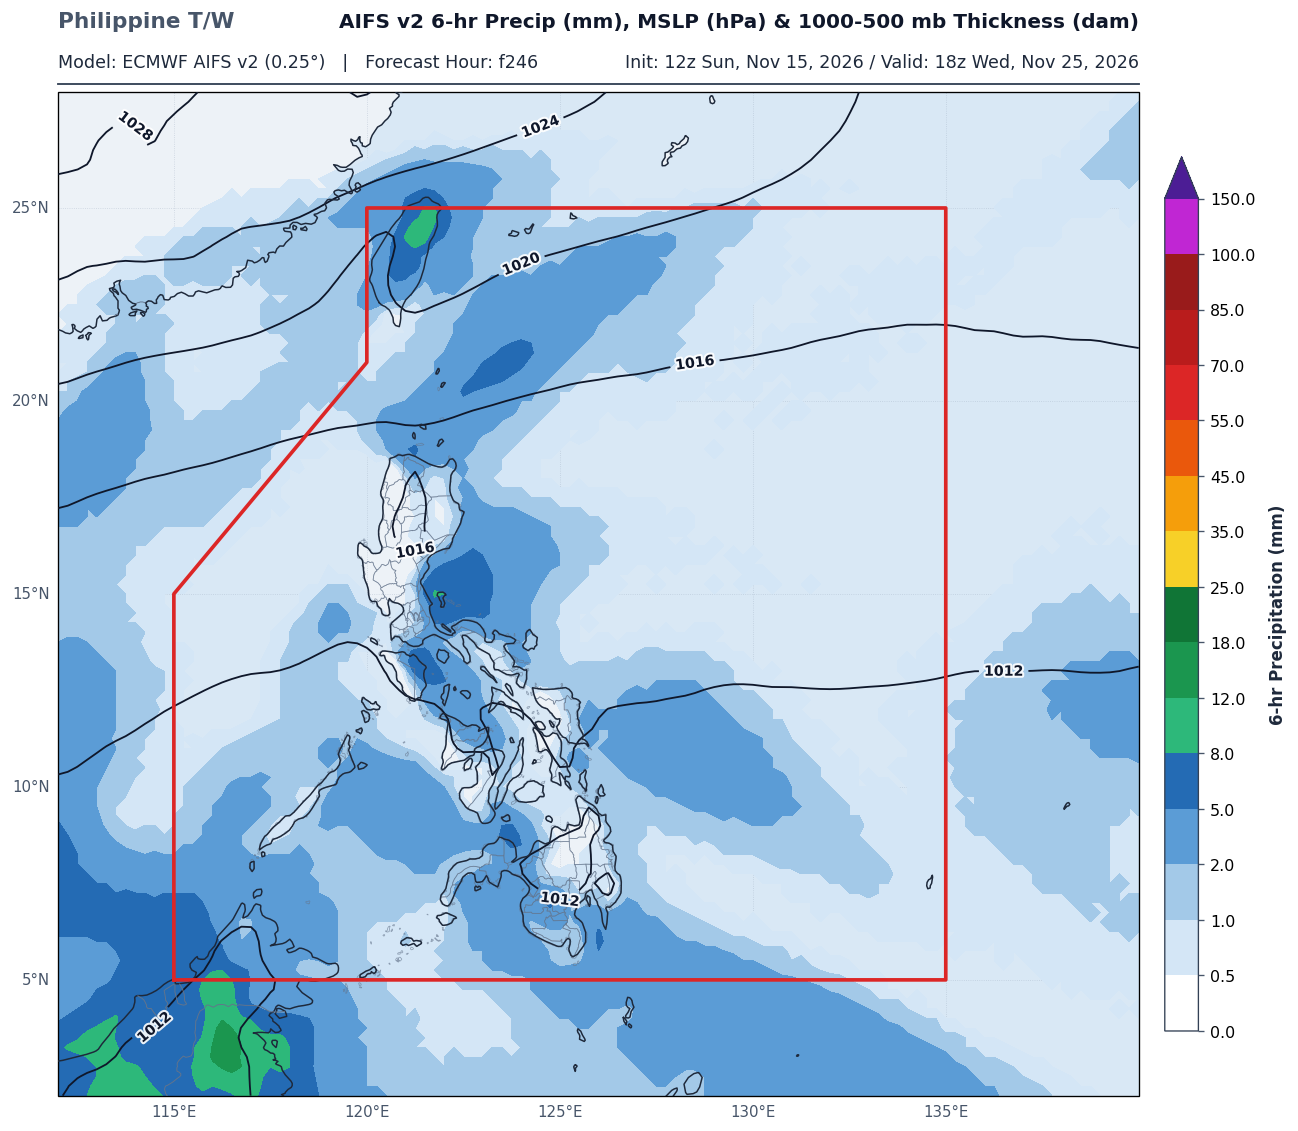 Philippine T/W
AIFS v2 6-hr Precip (mm), MSLP (hPa) & 1000-500 mb Thickness (dam)
Model: ECMWF AIFS v2 (0.25°) | Forecast Hour: f246
Init: 12z Sun, Nov 15, 2026 / Valid: 18z Wed, Nov 25, 2026
1028
1024
1020
1016
1016
1012
1012
1012
25°N
20°N
15°N
10°N
5°N
115°E
120°E
125°E
130°E
135°E
150.0
100.0
85.0
70.0
55.0
45.0
35.0
25.0
18.0
12.0
8.0
5.0
2.0
1.0
0.5
0.0
6-hr Precipitation (mm)